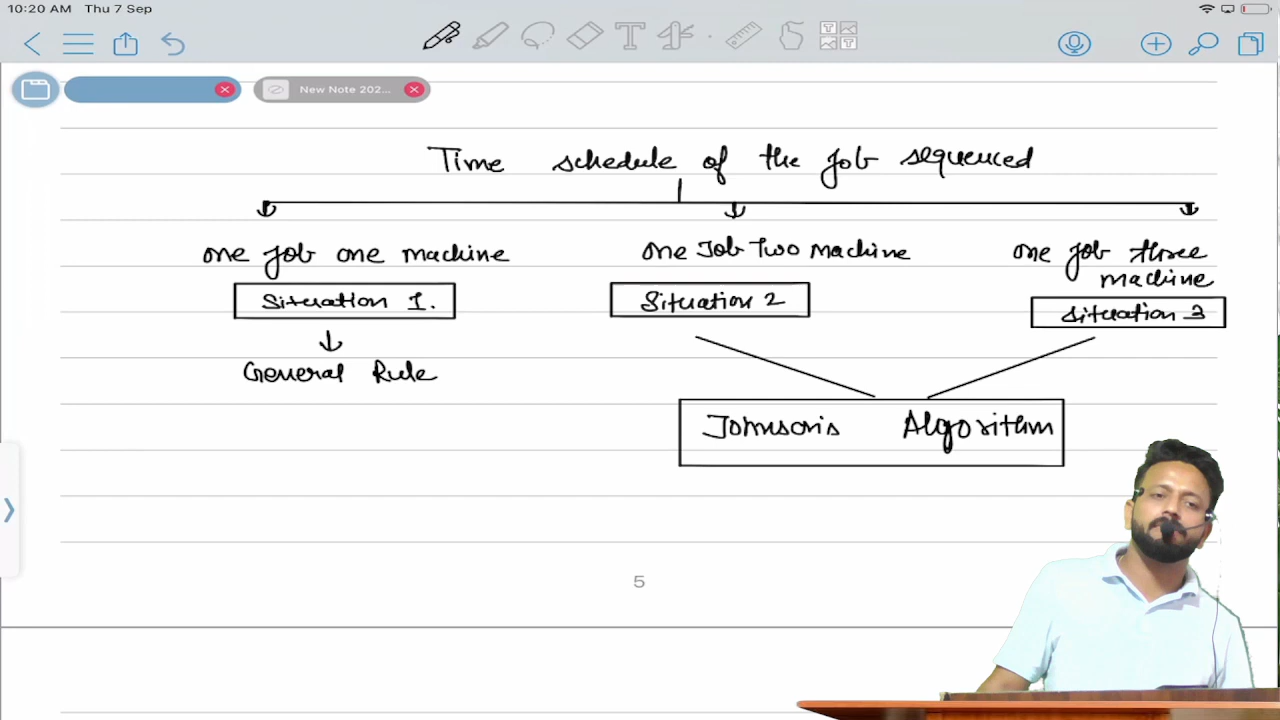 10:20 AM Thu 7 Sep
New Note 202...
Time schedule of the Job sequenced
one Job one machine
one Job Two Machine
one Job three
machine
Situation 1.
Situation 2
Situation 3
General Rule
Johnson's Algorithm
5